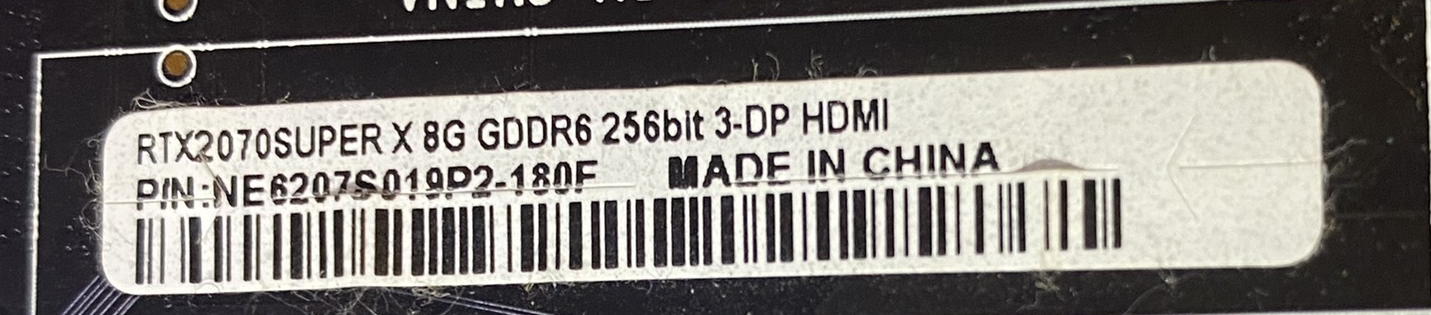 RTX2070SUPER X 8G GDDR6 256bit 3-DP HDMI
P/N:NE6207S019P2-180F MADE IN CHINA